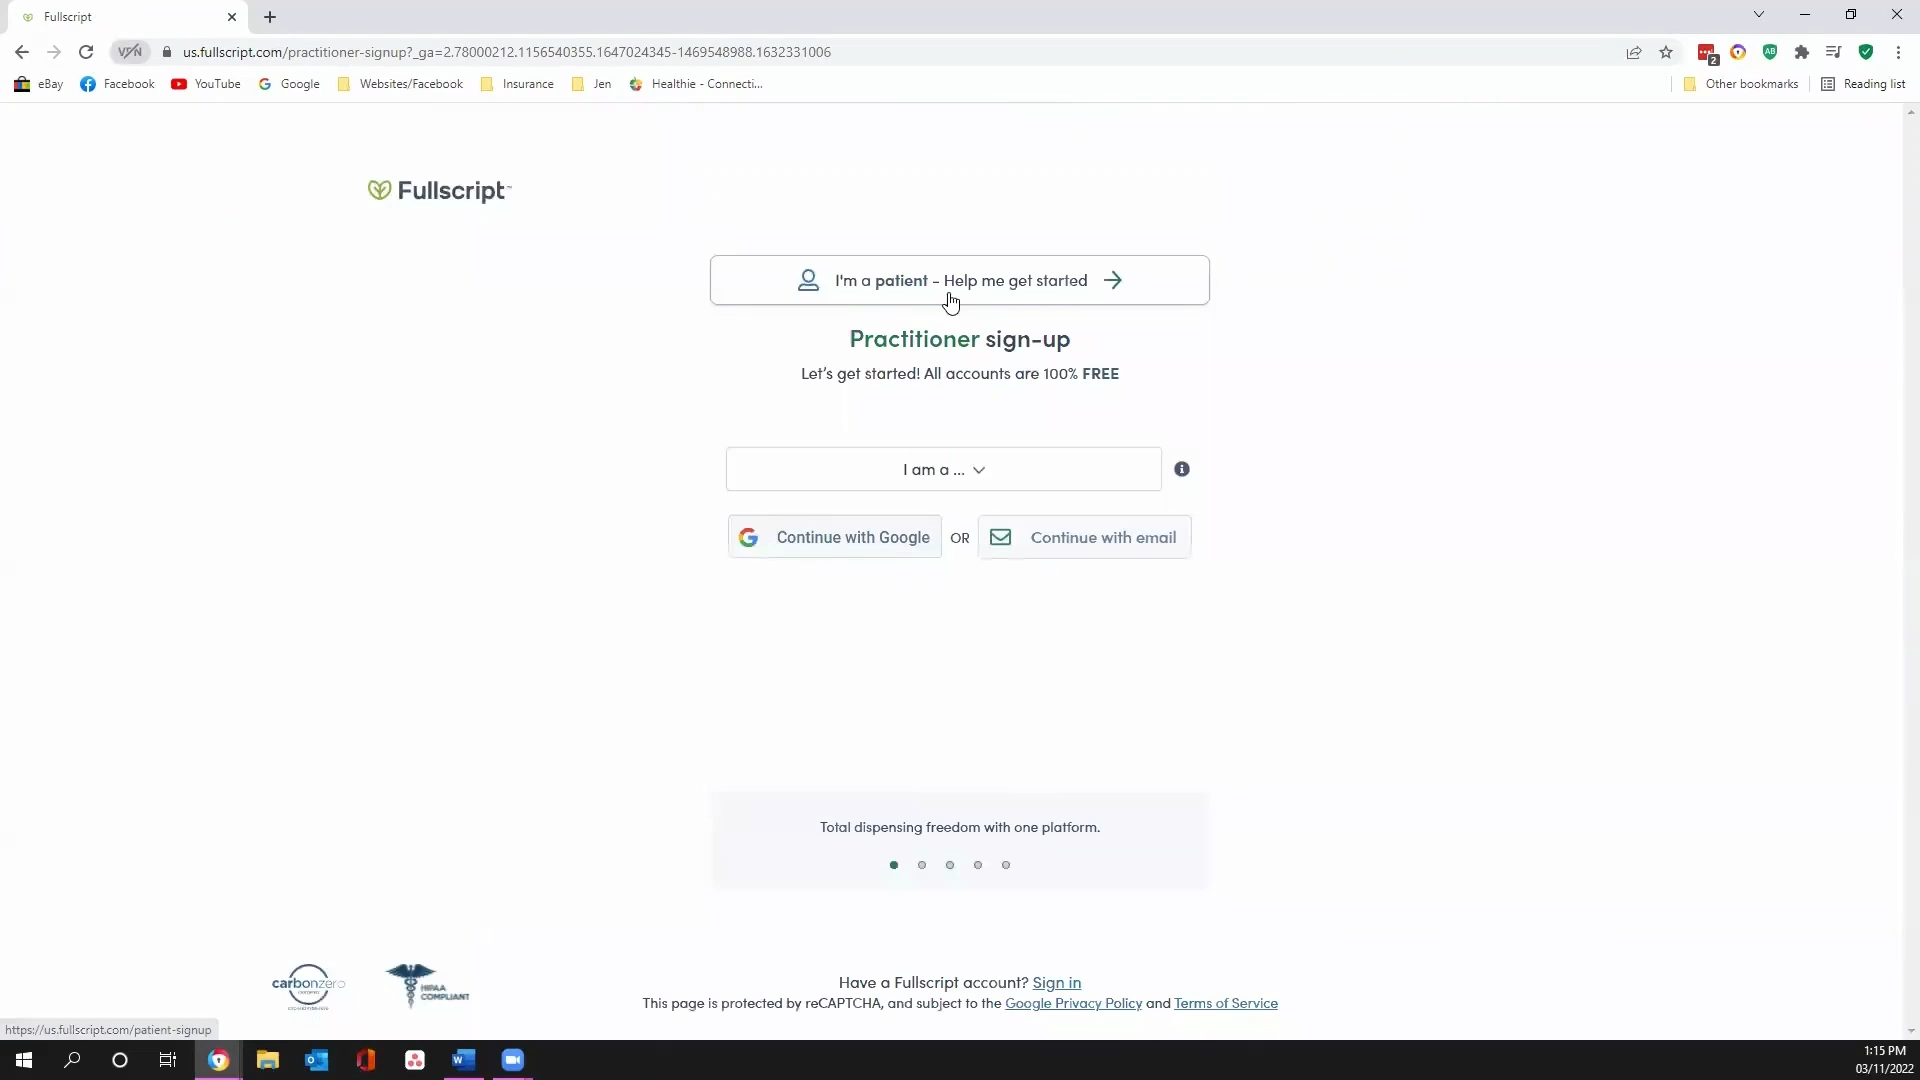 Fullscript
us.fullscript.com/practitioner-signup?_ga=2.78000212.1156540355.1647024345-1469548988.1632331006
2
AB
eBay
Facebook
YouTube
Google
Websites/Facebook
Insurance
Jen
Healthie - Connecti...
Other bookmarks
Reading list
Fullscript
I'm a patient - Help me get started
Practitioner sign-up
Let's get started! All accounts are 100% FREE
I am a ...
Continue with Google
OR
Continue with email
Total dispensing freedom with one platform.
carbonzero
HIPAA
COMPLIANT
Have a Fullscript account? Sign in
This page is protected by reCAPTCHA, and subject to the Google Privacy Policy and Terms of Service
https://us.fullscript.com/patient-signup
1:15 PM
03/11/2022